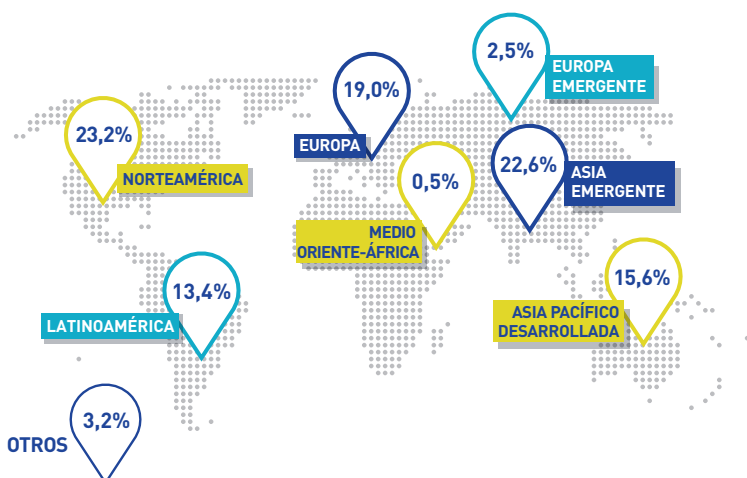 2,5%
EUROPA
EMERGENTE
19,0%
EUROPA
23,2%
NORTEAMÉRICA
22,6%
ASIA
EMERGENTE
0,5%
MEDIO
ORIENTE-ÁFRICA
13,4%
LATINOAMÉRICA
15,6%
ASIA PACÍFICO
DESARROLLADA
3,2%
OTROS